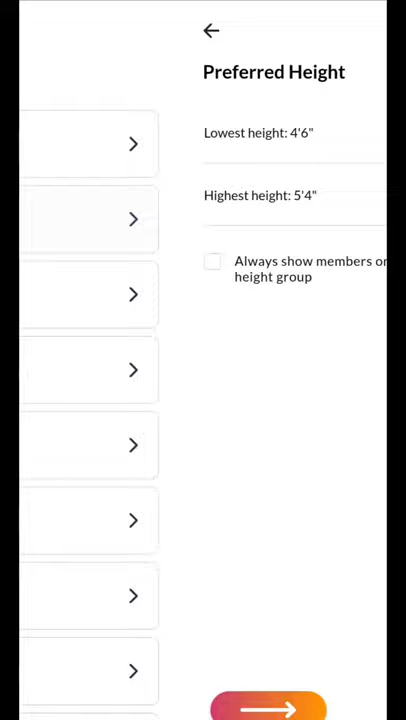 Preferred Height
Lowest height: 4'6"
Highest height: 5'4"
Always show members
height group